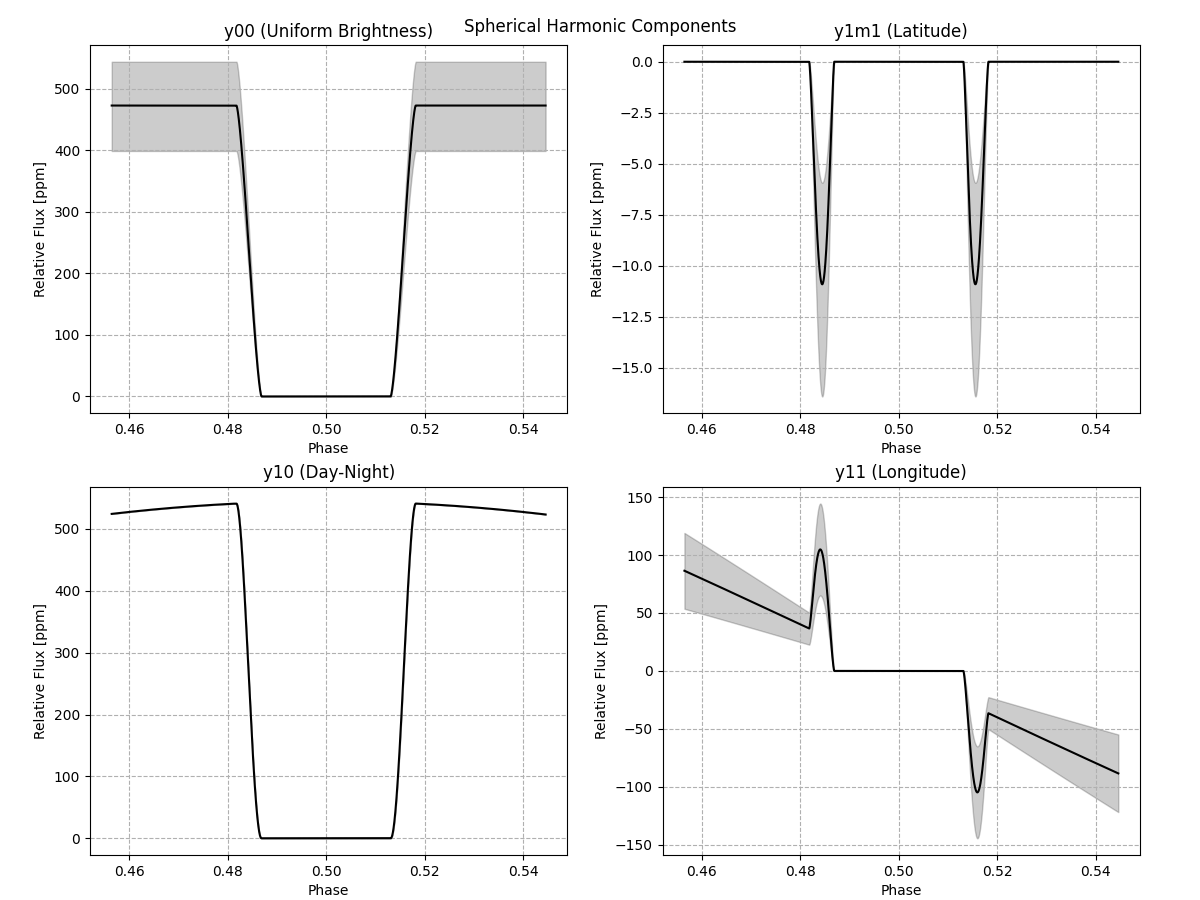 Spherical Harmonic Components
y00 (Uniform Brightness)
500
400
300
200
100
0
Relative Flux [ppm]
0.46 0.48 0.50 0.52 0.54
Phase
y1m1 (Latitude)
0.0
−2.5
−5.0
−7.5
−10.0
−12.5
−15.0
Relative Flux [ppm]
0.46 0.48 0.50 0.52 0.54
Phase
y10 (Day-Night)
500
400
300
200
100
0
Relative Flux [ppm]
0.46 0.48 0.50 0.52 0.54
Phase
y11 (Longitude)
150
100
50
0
−50
−100
−150
Relative Flux [ppm]
0.46 0.48 0.50 0.52 0.54
Phase